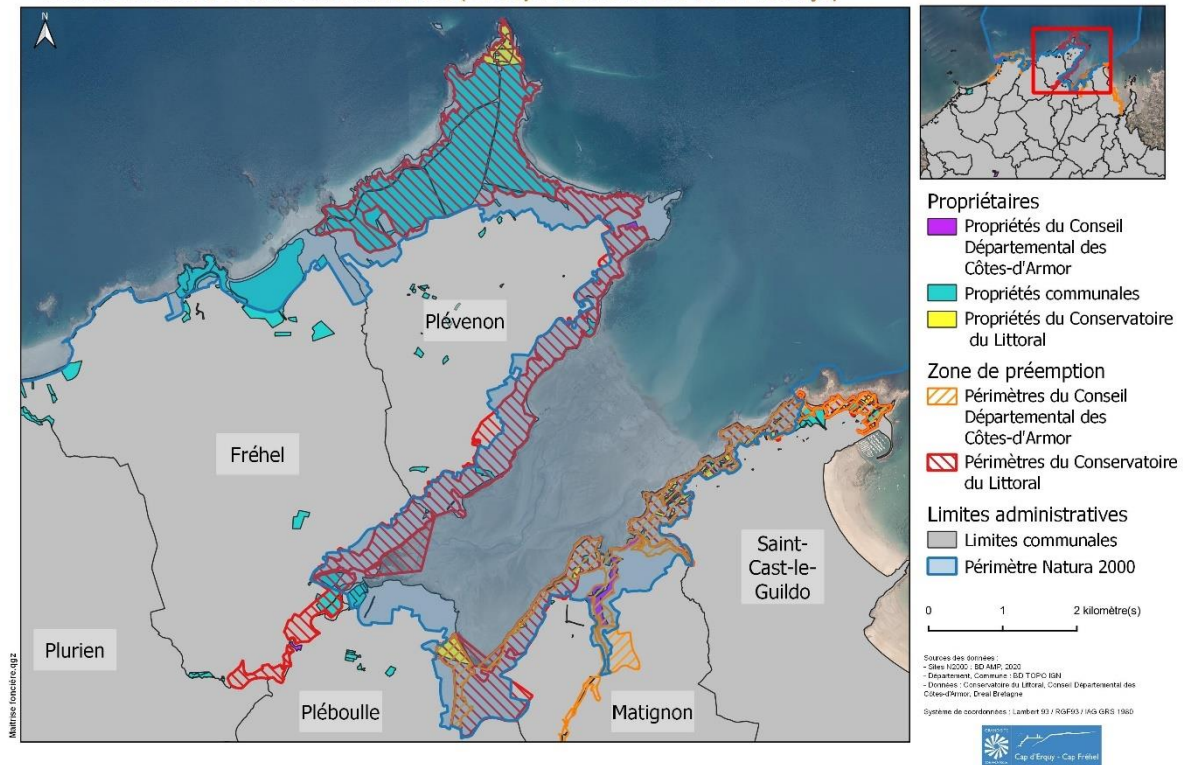 N
Plévenon
Fréhel
Saint-
Cast-le-
Guildo
Plurien
Pléboulle
Matignon
Maitrise foncière.qgz
Propriétaires
Propriétés du Conseil
Départemental des
Côtes-d'Armor
Propriétés communales
Propriétés du Conservatoire
du Littoral
Zone de préemption
Périmètres du Conseil
Départemental des
Côtes-d'Armor
Périmètres du Conservatoire
du Littoral
Limites administratives
Limites communales
Périmètre Natura 2000
0 1 2 kilomètre(s)
Sources des données :
- Sites N2000 : BD AMP, 2020
- Département, Commune : BD TOPO IGN
- Données : Conservatoire du Littoral, Conseil Départemental des
Côtes-d'Armor, Dreal Bretagne
Système de coordonnées : Lambert 93 / RGF93 / IAG GRS 1980
Cap d'Erquy - Cap Fréhel